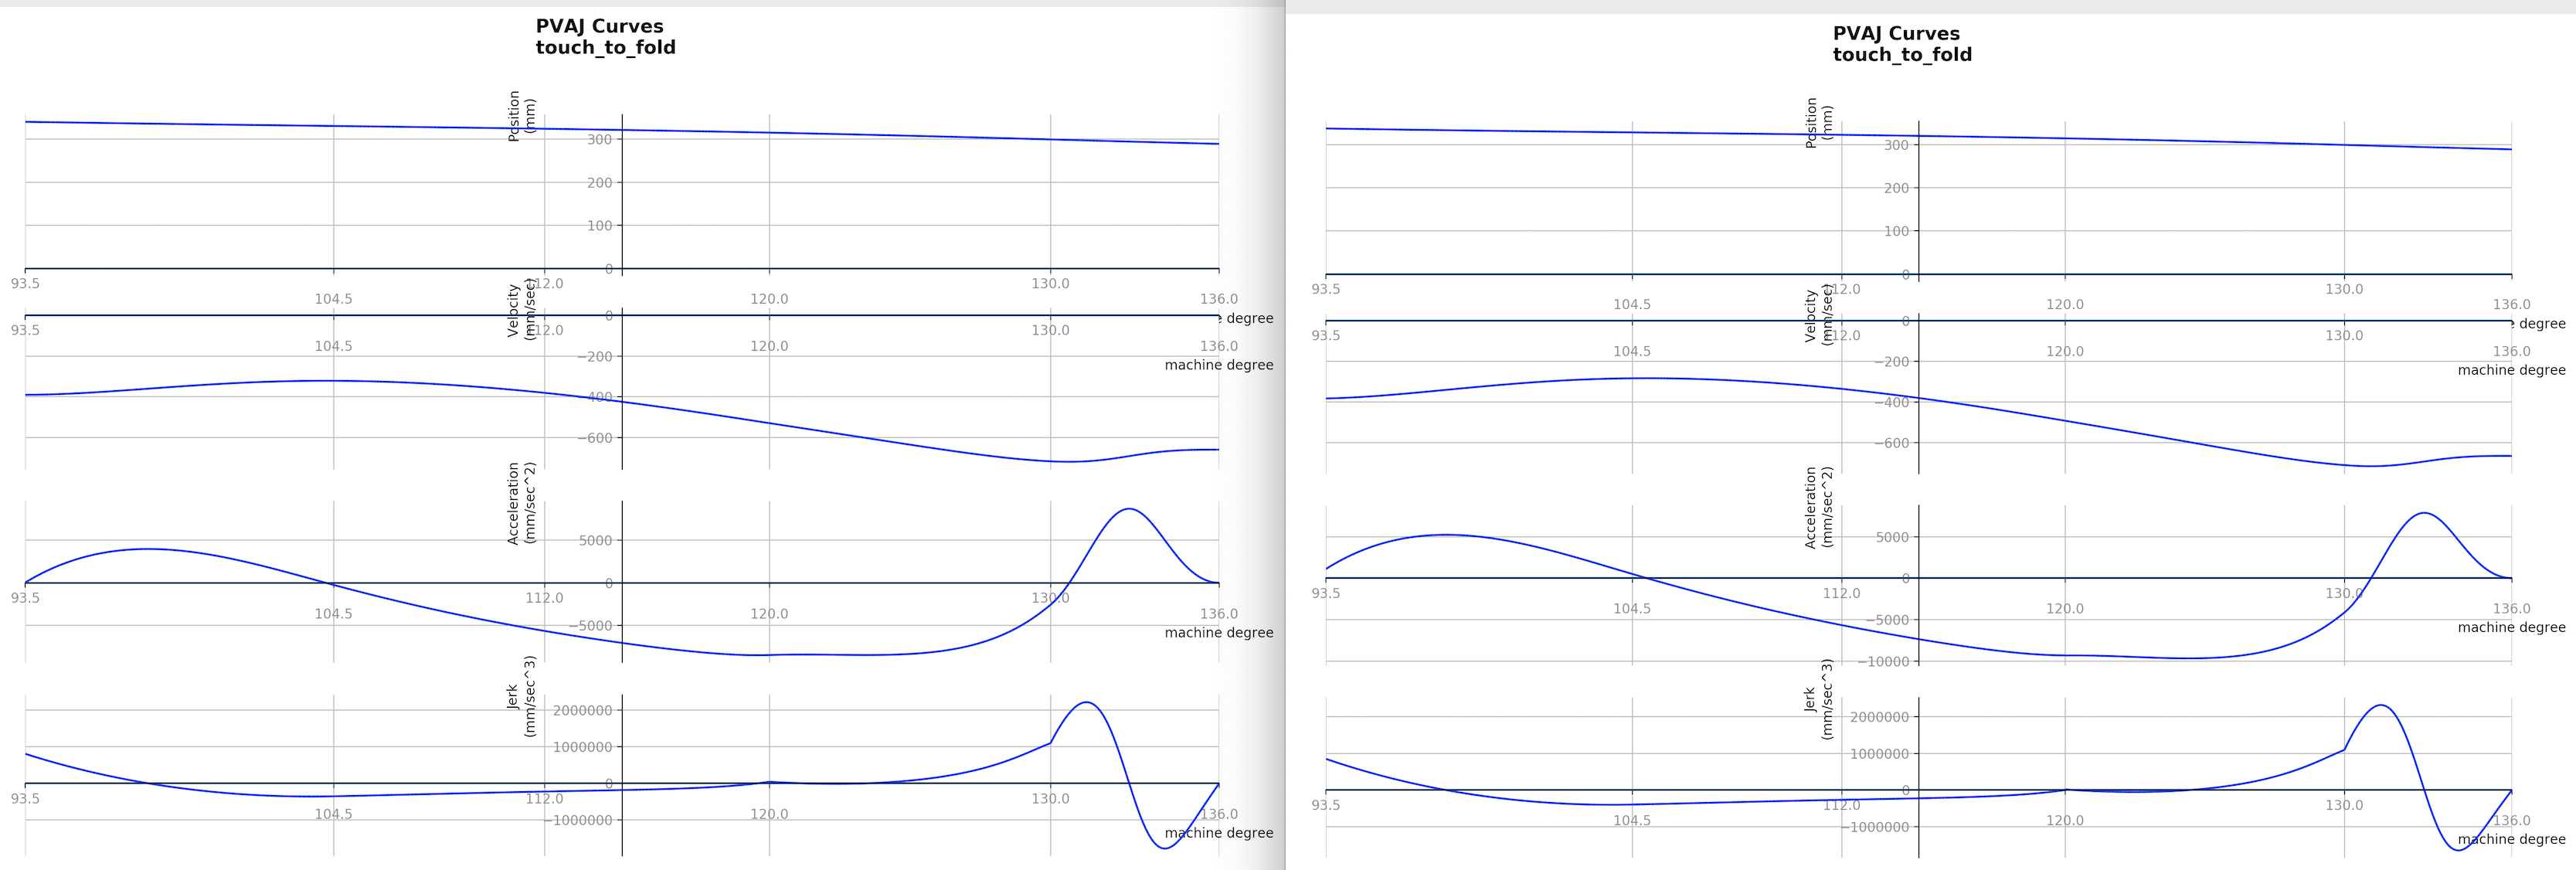 PVAJ Curves
touch_to_fold
Position
(mm)
300
200
100
0
93.5
104.5
112.0
120.0
130.0
136.0
e degree
Velocity
(mm/sec)
0
−200
−400
−600
93.5
104.5
112.0
120.0
130.0
136.0
machine degree
Acceleration
(mm/sec^2)
5000
0
−5000
93.5
104.5
112.0
120.0
130.0
136.0
machine degree
Jerk
(mm/sec^3)
2000000
1000000
0
−1000000
93.5
104.5
112.0
120.0
130.0
136.0
machine degree
PVAJ Curves
touch_to_fold
Position
(mm)
300
200
100
0
93.5
104.5
112.0
120.0
130.0
136.0
e degree
Velocity
(mm/sec)
0
−200
−400
−600
93.5
104.5
112.0
120.0
130.0
136.0
machine degree
Acceleration
(mm/sec^2)
5000
0
−5000
−10000
93.5
104.5
112.0
120.0
130.0
136.0
machine degree
Jerk
(mm/sec^3)
2000000
1000000
0
−1000000
93.5
104.5
112.0
120.0
130.0
136.0
machine degree